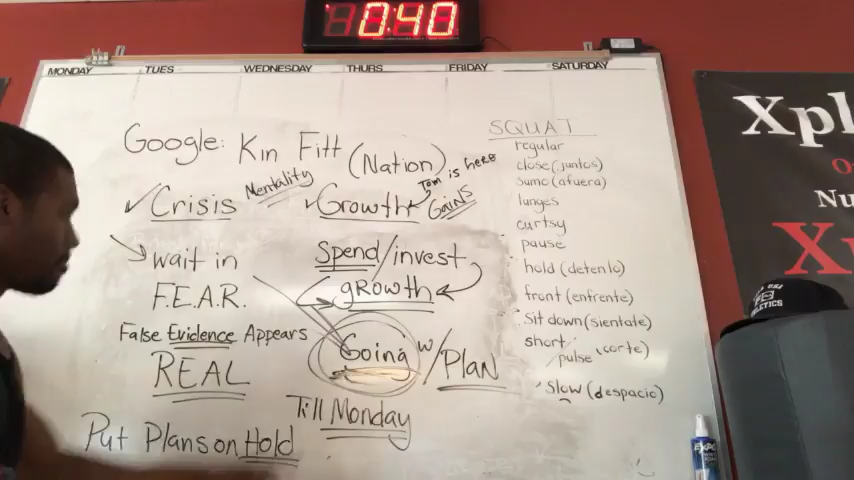 0:40
MONDAY TUES WEDNESDAY THURS FRIDAY SATURDAY
Google: Kin Fitt (Nation)
Mentality
Tom is here
✓ Crisis
✓ Growth
GAINS
wait in
F.E.A.R.
False Evidence Appears
REAL
Put Plans on Hold
Spend/invest
gROwth
Going w/ PLAN
Till Monday
SQUAT
regular
close (juntos)
sumo (afuera)
lunges
curtsy
pause
hold (detenlo)
front (enfrente)
Sit down (sientate)
short/pulse (corte)
Slow (despacio)
EXPO
Xpl
Nu
X
USA